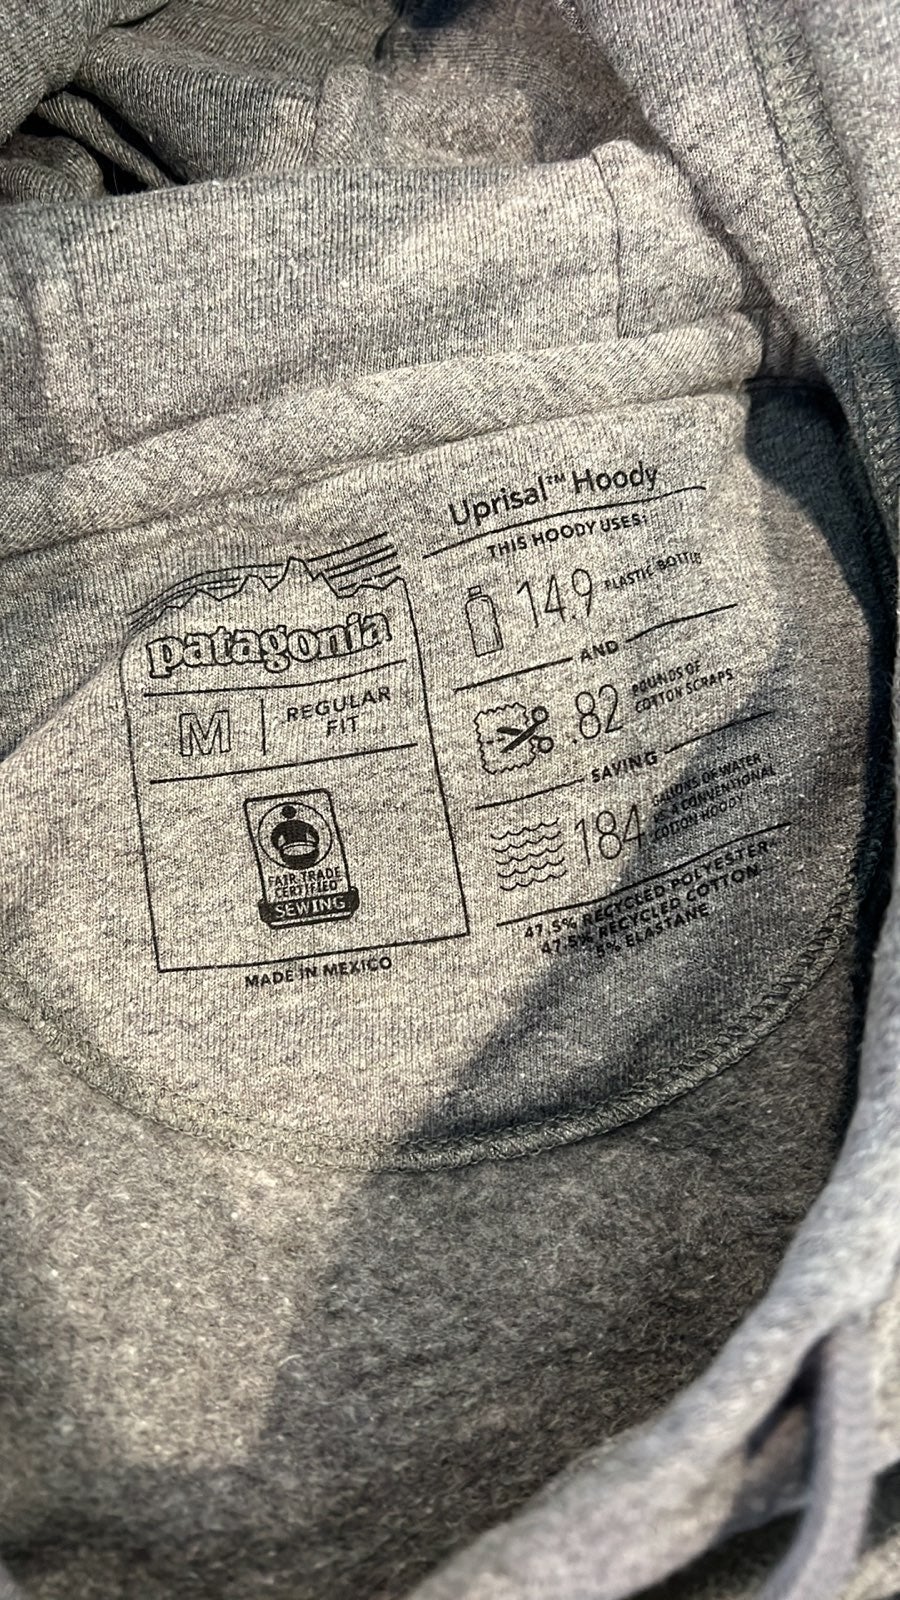 patagonia
M
REGULAR
FIT
FAIR TRADE
CERTIFIED
SEWING
MADE IN MEXICO
Uprisal™ Hoody
THIS HOODY USES:
14.9 PLASTIC BOTTLE
AND
.82 POUNDS OF
COTTON SCRAPS
SAVING
184 GALLONS OF WATER
VS A CONVENTIONAL
COTTON HOODY
47.5% RECYCLED POLYESTER
47.5% RECYCLED COTTON
5% ELASTANE